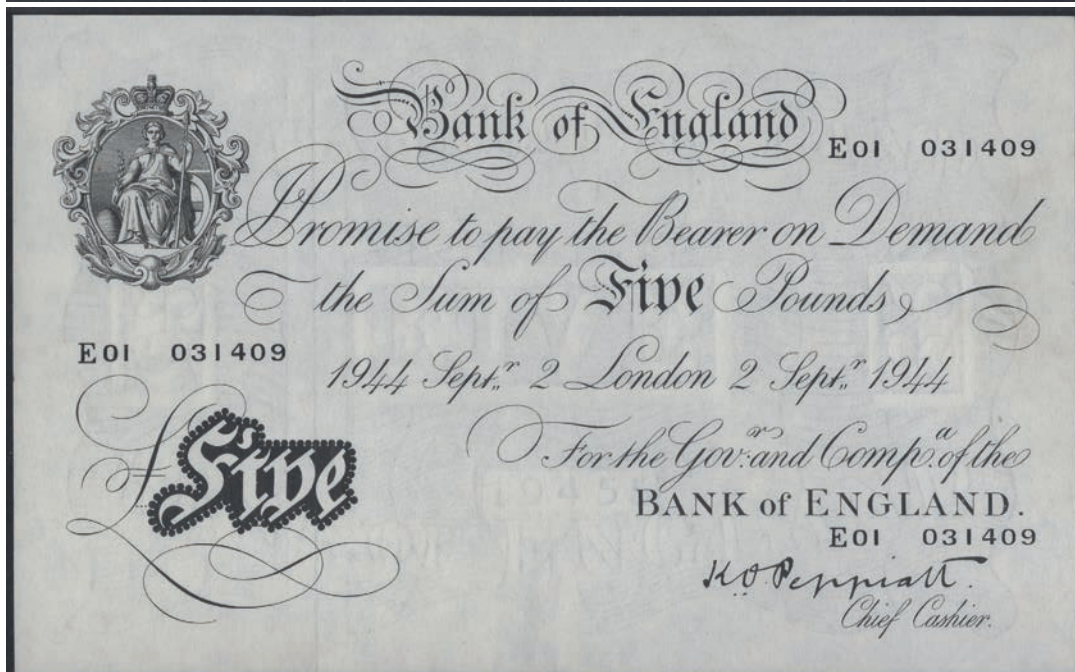 Bank of England
E01 031409
I Promise to pay the Bearer on Demand
the Sum of Five Pounds
E01 031409
1944 Septr 2 London 2 Septr 1944
£Five
For the Govr and Compa of the
BANK of ENGLAND.
E01 031409
K.O. Peppiatt.
Chief Cashier.